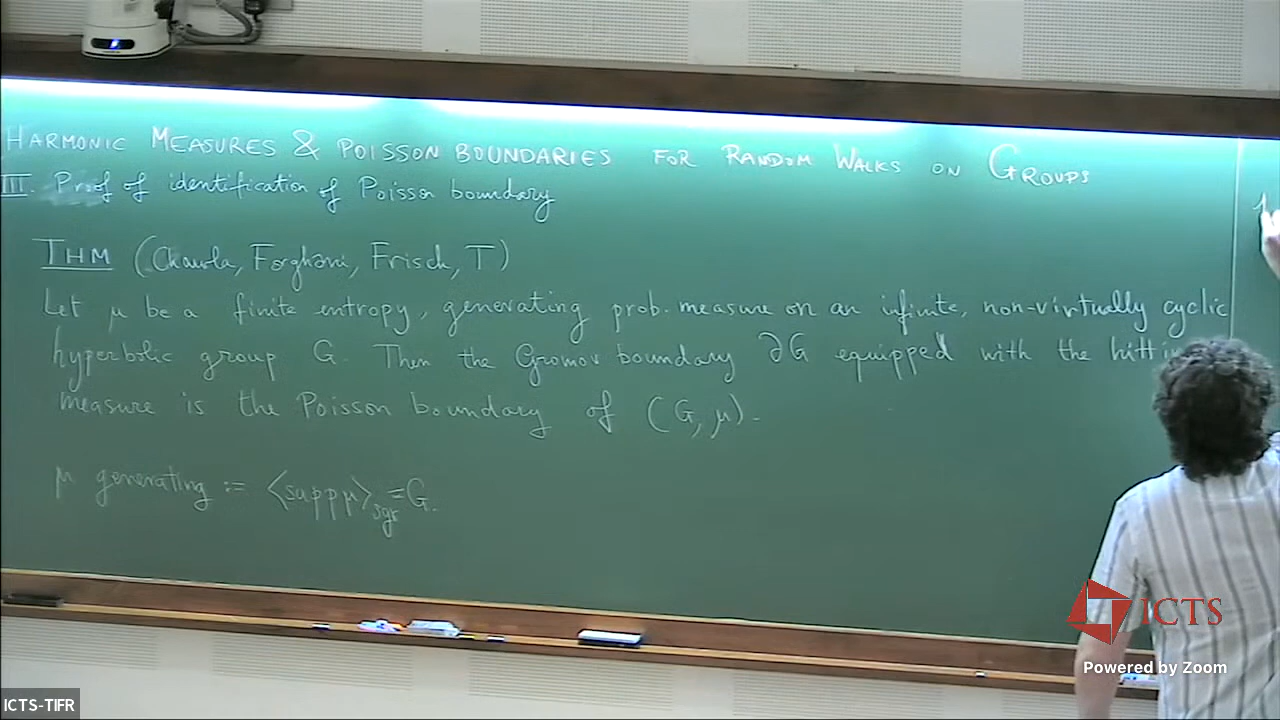 HARMONIC MEASURES & POISSON BOUNDARIES FOR RANDOM WALKS ON GROUPS
III. Proof of identification of Poisson boundary
THM (Chawla, Forghani, Frisch, T)
Let μ be a finite entropy, generating prob. measure on an infinite, non-virtually cyclic
hyperbolic group G. Then the Gromov boundary ∂G equipped with the hittin
measure is the Poisson boundary of (G, μ).
μ generating := <supp μ>sgr = G.
ICTS
Powered by Zoom
ICTS-TIFR